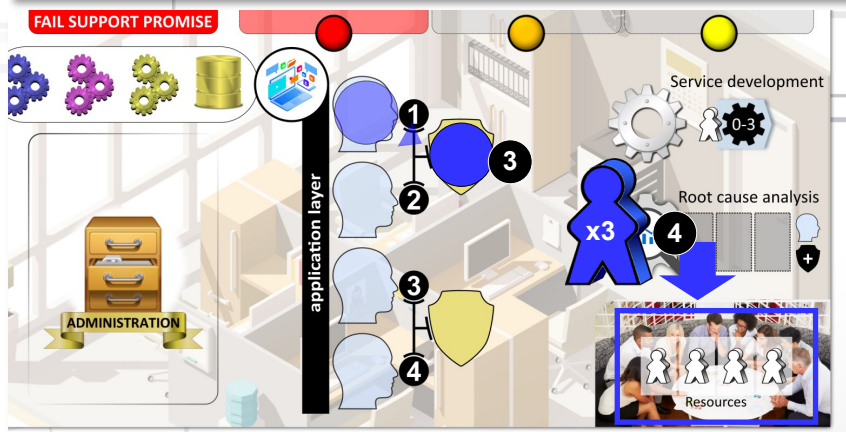 FAIL SUPPORT PROMISE
Service development
0-3
1
3
2
application layer
Root cause analysis
x3
4
+
3
ADMINISTRATION
4
Resources